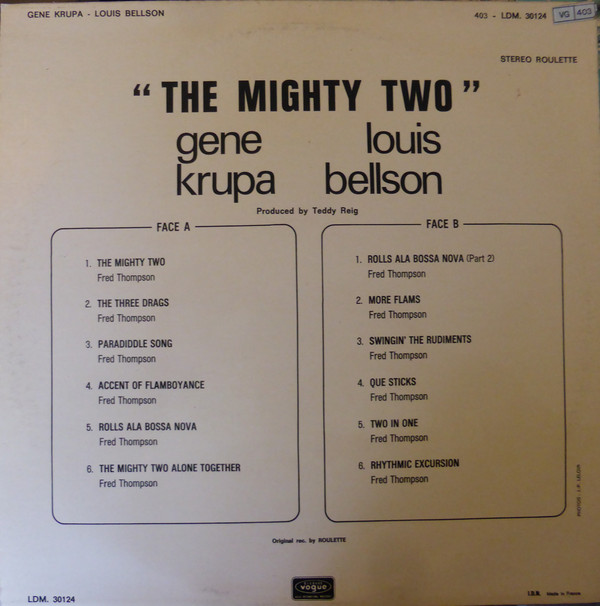 GENE KRUPA - LOUIS BELLSON
403 - LDM. 30124
VG 403
STEREO ROULETTE
“ THE MIGHTY TWO ”
gene louis
krupa bellson
Produced by Teddy Reig
FACE A
1. THE MIGHTY TWO
Fred Thompson
2. THE THREE DRAGS
Fred Thompson
3. PARADIDDLE SONG
Fred Thompson
4. ACCENT OF FLAMBOYANCE
Fred Thompson
5. ROLLS ALA BOSSA NOVA
Fred Thompson
6. THE MIGHTY TWO ALONE TOGETHER
Fred Thompson
FACE B
1. ROLLS ALA BOSSA NOVA (Part 2)
Fred Thompson
2. MORE FLAMS
Fred Thompson
3. SWINGIN' THE RUDIMENTS
Fred Thompson
4. QUE STICKS
Fred Thompson
5. TWO IN ONE
Fred Thompson
6. RHYTHMIC EXCURSION
Fred Thompson
PHOTOS : J.P. LELOIR
Original rec. by ROULETTE
vogue
LDM. 30124
Made in France